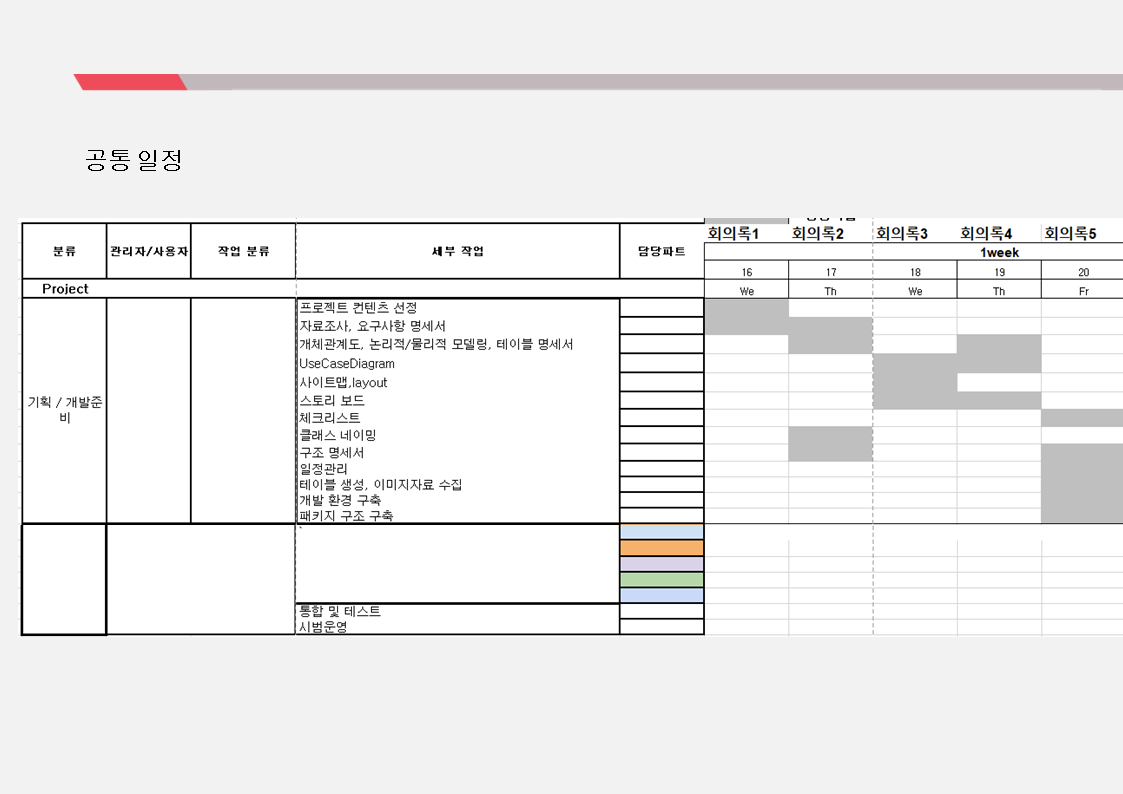 공통 일정
회의록1 회의록2 회의록3 회의록4 회의록5
분류 관리자/사용자 작업 분류 세부 작업 담당파트
1week
16 17 18 19 20
We Th We Th Fr
Project
기획 / 개발준
비
프로젝트 컨텐츠 선정
자료조사, 요구사항 명세서
개체관계도, 논리적/물리적 모델링, 테이블 명세서
UseCaseDiagram
사이트맵,layout
스토리 보드
체크리스트
클래스 네이밍
구조 명세서
일정관리
테이블 생성, 이미지자료 수집
개발 환경 구축
패키지 구조 구축
`
통합 및 테스트
시범운영